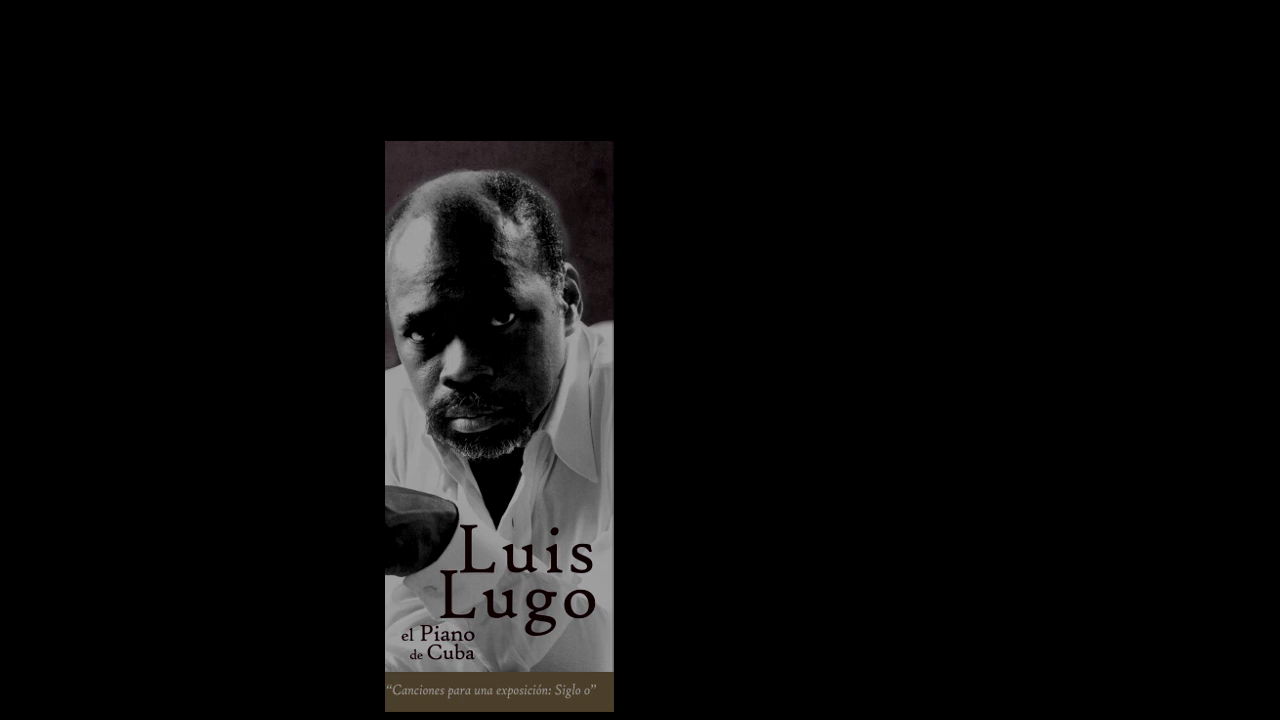 Luis
Lugo
el Piano
de Cuba
“Canciones para una exposición: Siglo o”